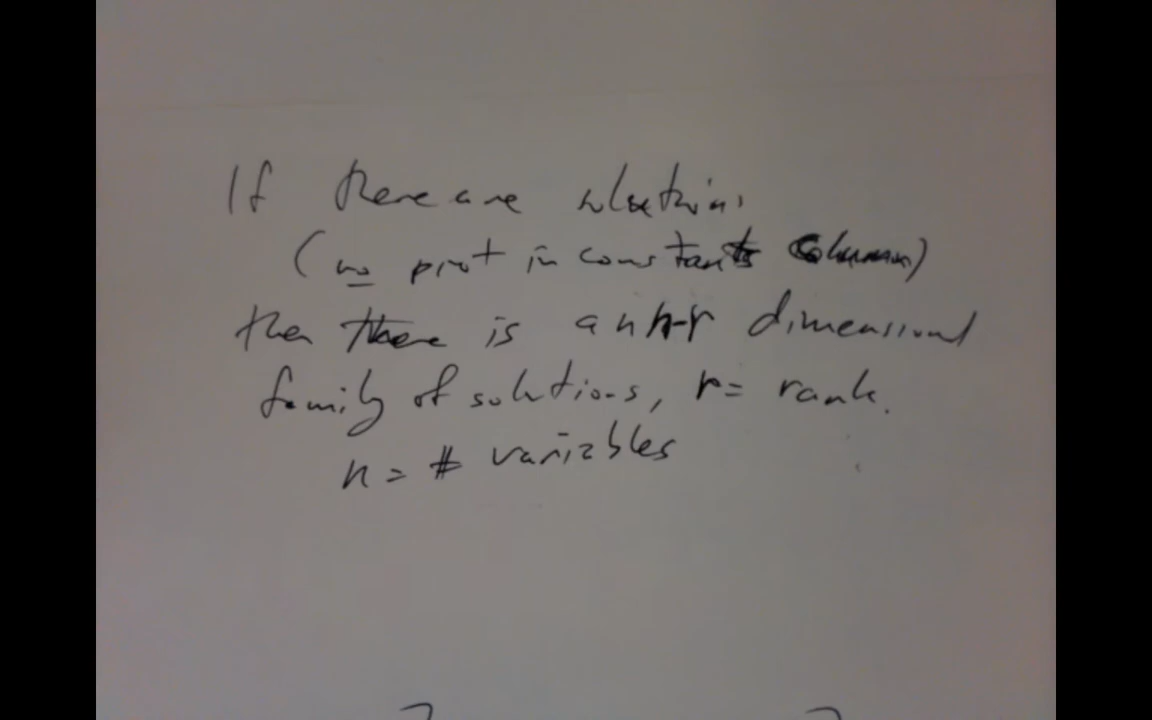 If there are solutions
(no pivot in constants column)
then there is an n-r dimensional
family of solutions, r = rank.
n = # variables